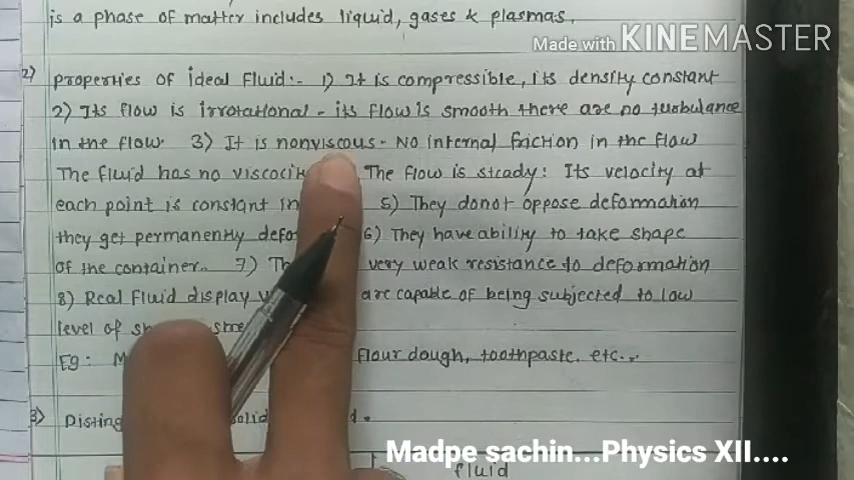 is a phase of matter includes liquid, gases & plasmas.
Made with KINEMASTER
2) Properties of ideal Fluid:- 1) It is compressible, its density constant
2) Its flow is irrotational - its flow is smooth there are no turbulance
in the flow. 3) It is nonviscous - No internal friction in the flow
The fluid has no The flow is steady: Its velocity at
each point is constant in 5) They donot oppose deformation
they get permanently 6) They have ability to take shape
of the container. 7) very weak resistance to deformation
8) Real Fluid display are capable of being subjected to low
level of
Eg: flour dough, toothpaste. etc...
3)
Madpe sachin...Physics XII....
fluid